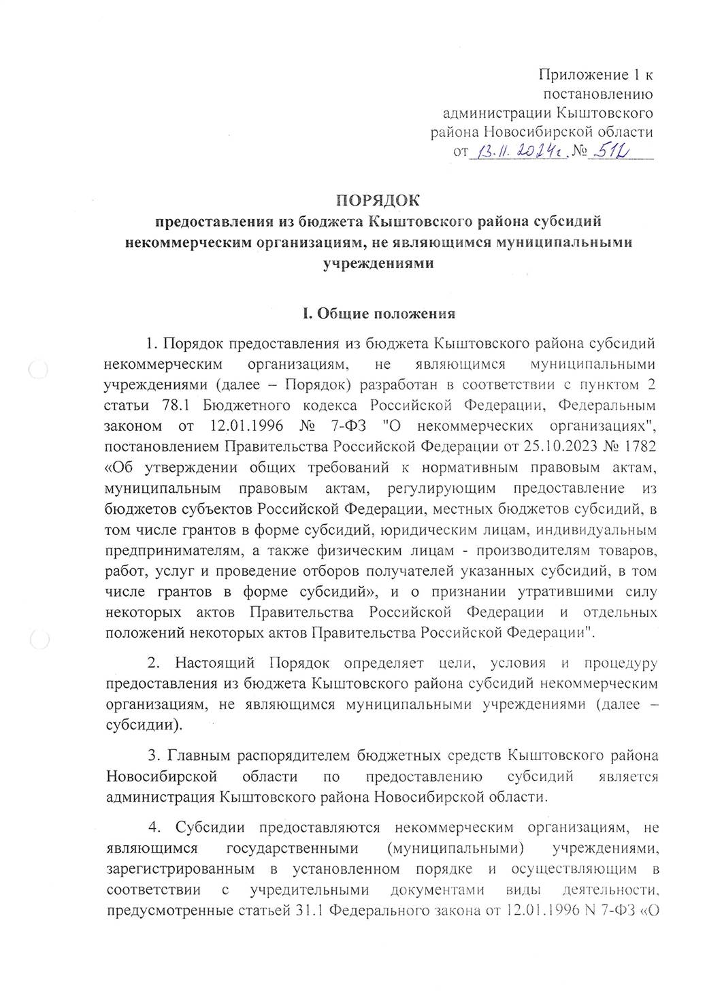 Приложение 1 к
постановлению
администрации Кыштовского
района Новосибирской области
от 13.11.2024г. № 512
ПОРЯДОК
предоставления из бюджета Кыштовского района субсидий
некоммерческим организациям, не являющимся муниципальными
учреждениями
I. Общие положения
1. Порядок предоставления из бюджета Кыштовского района субсидий
некоммерческим организациям, не являющимся муниципальными
учреждениями (далее – Порядок) разработан в соответствии с пунктом 2
статьи 78.1 Бюджетного кодекса Российской Федерации, Федеральным
законом от 12.01.1996 № 7-ФЗ "О некоммерческих организациях",
постановлением Правительства Российской Федерации от 25.10.2023 № 1782
«Об утверждении общих требований к нормативным правовым актам,
муниципальным правовым актам, регулирующим предоставление из
бюджетов субъектов Российской Федерации, местных бюджетов субсидий, в
том числе грантов в форме субсидий, юридическим лицам, индивидуальным
предпринимателям, а также физическим лицам - производителям товаров,
работ, услуг и проведение отборов получателей указанных субсидий, в том
числе грантов в форме субсидий», и о признании утратившими силу
некоторых актов Правительства Российской Федерации и отдельных
положений некоторых актов Правительства Российской Федерации".
2. Настоящий Порядок определяет цели, условия и процедуру
предоставления из бюджета Кыштовского района субсидий некоммерческим
организациям, не являющимся муниципальными учреждениями (далее –
субсидии).
3. Главным распорядителем бюджетных средств Кыштовского района
Новосибирской области по предоставлению субсидий является
администрация Кыштовского района Новосибирской области.
4. Субсидии предоставляются некоммерческим организациям, не
являющимся государственными (муниципальными) учреждениями,
зарегистрированным в установленном порядке и осуществляющим в
соответствии с учредительными документами виды деятельности,
предусмотренные статьей 31.1 Федерального закона от 12.01.1996 N 7-ФЗ «О